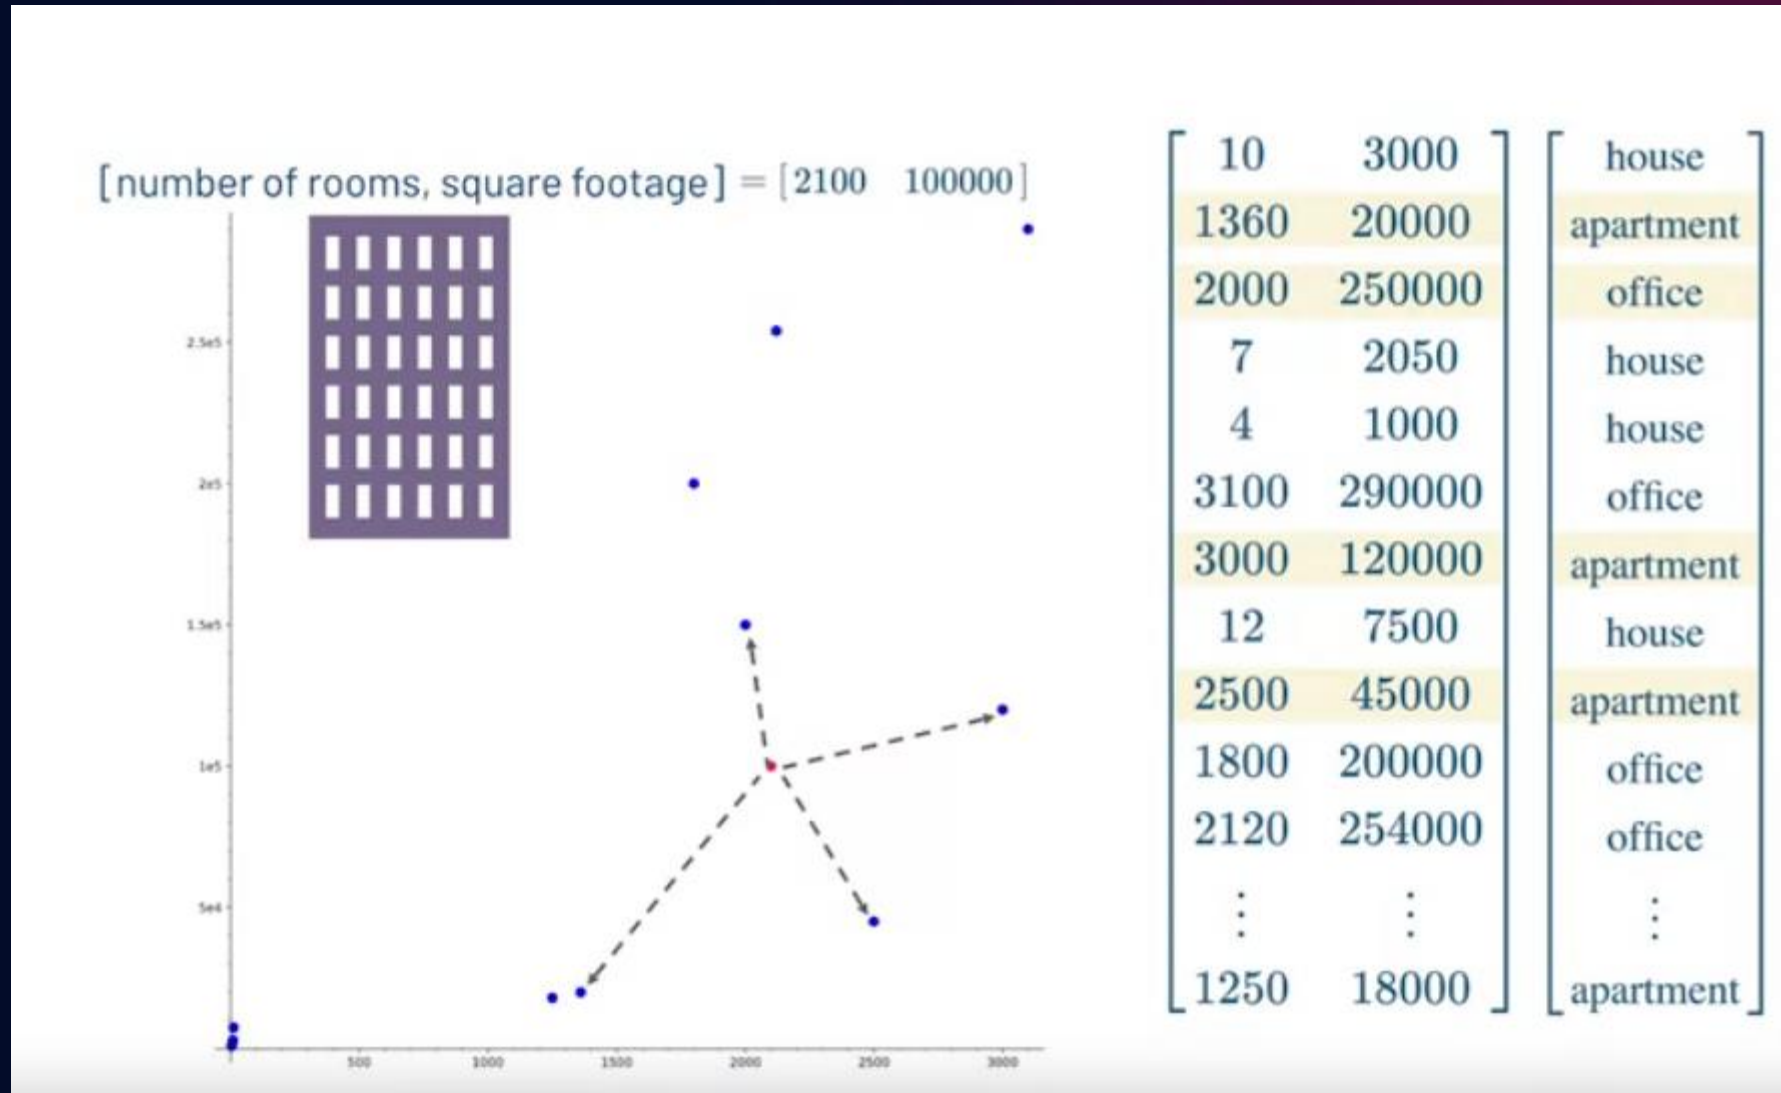 [number of rooms, square footage] = [2100 100000]
2.5e5
2e5
1.5e5
1e5
5e4
500 1000 1500 2000 2500 3000
10 3000 house
1360 20000 apartment
2000 250000 office
7 2050 house
4 1000 house
3100 290000 office
3000 120000 apartment
12 7500 house
2500 45000 apartment
1800 200000 office
2120 254000 office
⋮ ⋮ ⋮
1250 18000 apartment